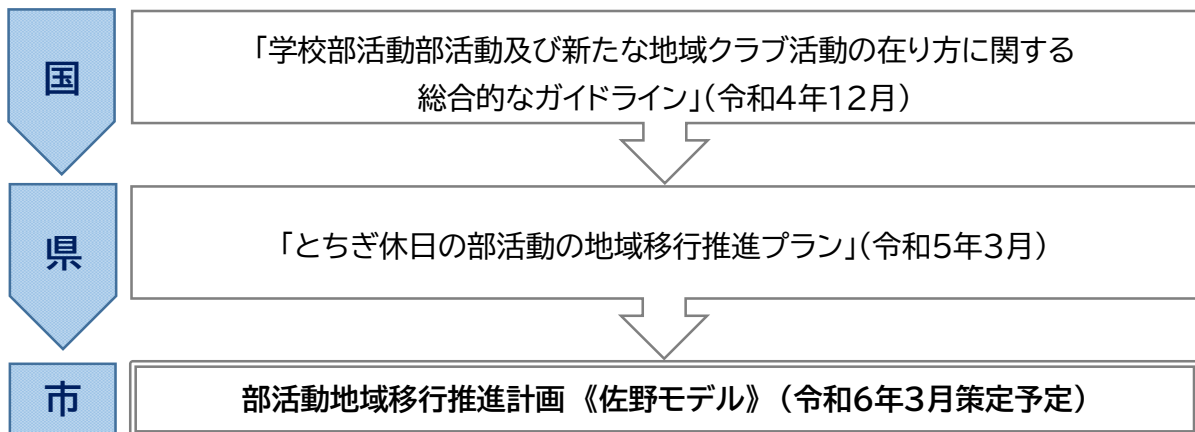 国
「学校部活動部活動及び新たな地域クラブ活動の在り方に関する
総合的なガイドライン」(令和4年12月)
県
「とちぎ休日の部活動の地域移行推進プラン」(令和5年3月)
市
部活動地域移行推進計画 《佐野モデル》 (令和6年3月策定予定)